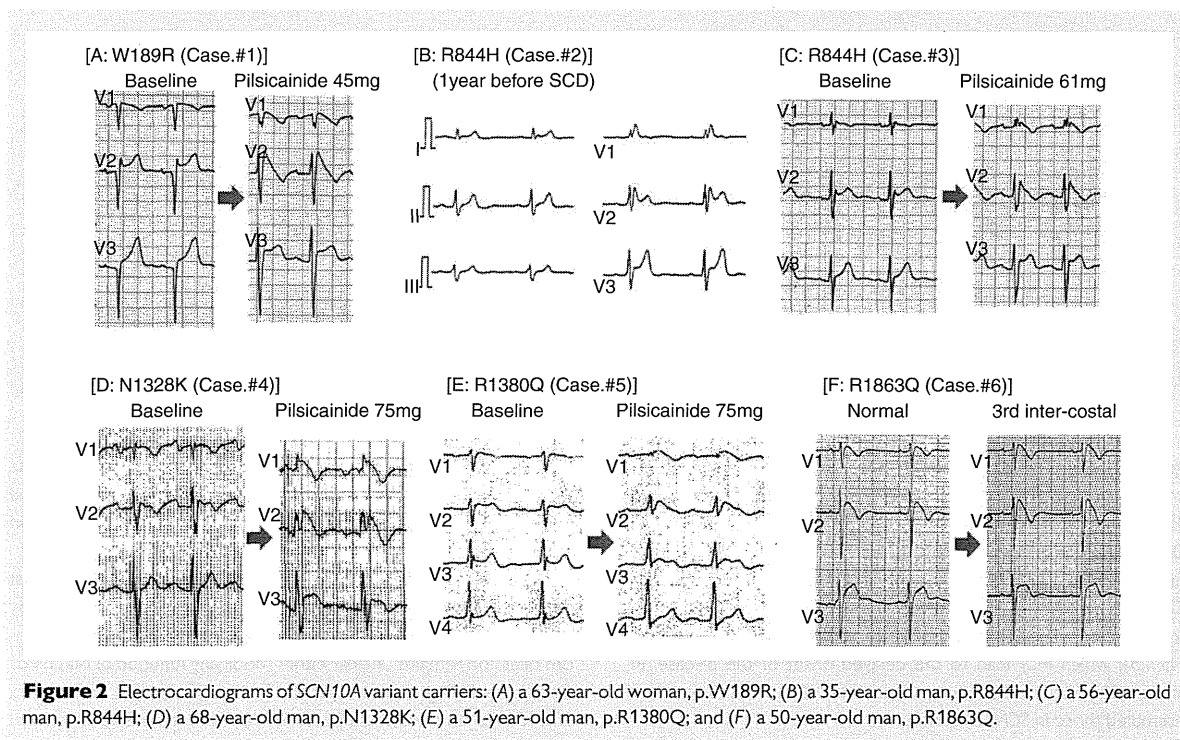 [A: W189R (Case.#1)]
Baseline
Pilsicainide 45mg
V1
V2
V3
V1
V2
V3
[B: R844H (Case.#2)]
(1year before SCD)
I
II
III
V1
V2
V3
[C: R844H (Case.#3)]
Baseline
Pilsicainide 61mg
V1
V2
V3
V1
V2
V3
[D: N1328K (Case.#4)]
Baseline
Pilsicainide 75mg
V1
V2
V3
V1
V2
V3
[E: R1380Q (Case.#5)]
Baseline
Pilsicainide 75mg
V1
V2
V3
V4
V1
V2
V3
V4
[F: R1863Q (Case.#6)]
Normal
3rd inter-costal
V1
V2
V3
V1
V2
V3
Figure 2 Electrocardiograms of SCN10A variant carriers: (A) a 63-year-old woman, p.W189R; (B) a 35-year-old man, p.R844H; (C) a 56-year-old
man, p.R844H; (D) a 68-year-old man, p.N1328K; (E) a 51-year-old man, p.R1380Q; and (F) a 50-year-old man, p.R1863Q.